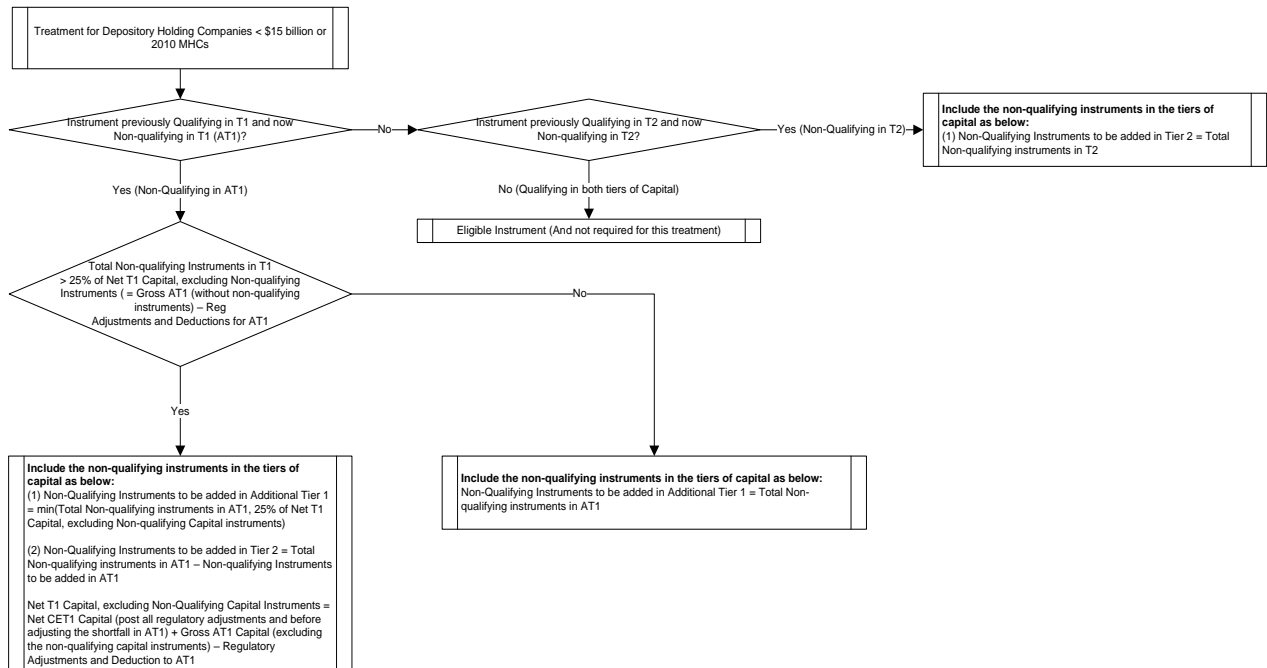 Treatment for Depository Holding Companies < $15 billion or
2010 MHCs
Instrument previously Qualifying in T1 and now
Non-qualifying in T1 (AT1)?
No
Instrument previously Qualifying in T2 and now
Non-qualifying in T2?
Yes (Non-Qualifying in T2)
Include the non-qualifying instruments in the tiers of
capital as below:
(1) Non-Qualifying Instruments to be added in Tier 2 = Total
Non-qualifying instruments in T2
Yes (Non-Qualifying in AT1)
No (Qualifying in both tiers of Capital)
Eligible Instrument (And not required for this treatment)
Total Non-qualifying Instruments in T1
> 25% of Net T1 Capital, excluding Non-qualifying
Instruments ( = Gross AT1 (without non-qualifying
instruments) – Reg
Adjustments and Deductions for AT1
No
Yes
Include the non-qualifying instruments in the tiers of
capital as below:
(1) Non-Qualifying Instruments to be added in Additional Tier 1
= min(Total Non-qualifying instruments in AT1, 25% of Net T1
Capital, excluding Non-qualifying Capital instruments)
(2) Non-Qualifying Instruments to be added in Tier 2 = Total
Non-qualifying instruments in AT1 – Non-qualifying Instruments
to be added in AT1
Net T1 Capital, excluding Non-Qualifying Capital Instruments =
Net CET1 Capital (post all regulatory adjustments and before
adjusting the shortfall in AT1) + Gross AT1 Capital (excluding
the non-qualifying capital instruments) – Regulatory
Adjustments and Deduction to AT1
Include the non-qualifying instruments in the tiers of capital as below:
Non-Qualifying Instruments to be added in Additional Tier 1 = Total Non-
qualifying instruments in AT1